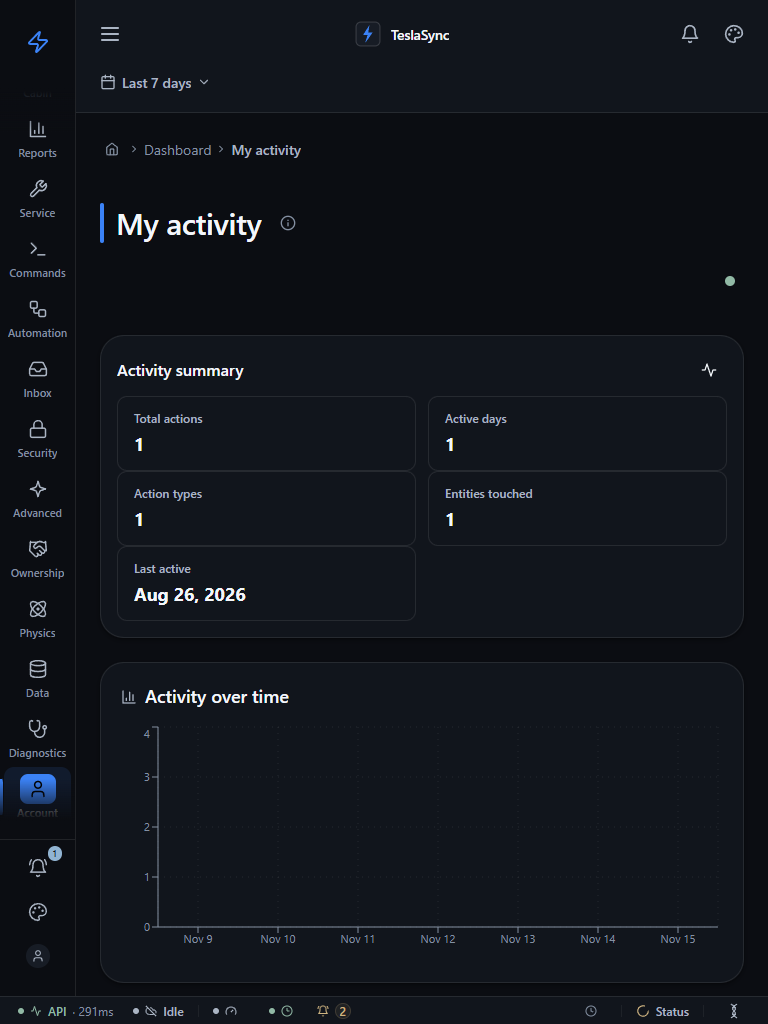 TeslaSync
Last 7 days
Dashboard
My activity
My activity
Reports
Service
Commands
Automation
Inbox
Security
Advanced
Ownership
Physics
Data
Diagnostics
Account
1
Activity summary
Total actions
1
Active days
1
Action types
1
Entities touched
1
Last active
Aug 26, 2026
Activity over time
4
3
2
1
0
Nov 9 Nov 10 Nov 11 Nov 12 Nov 13 Nov 14 Nov 15
API · 291ms Idle 2 Status